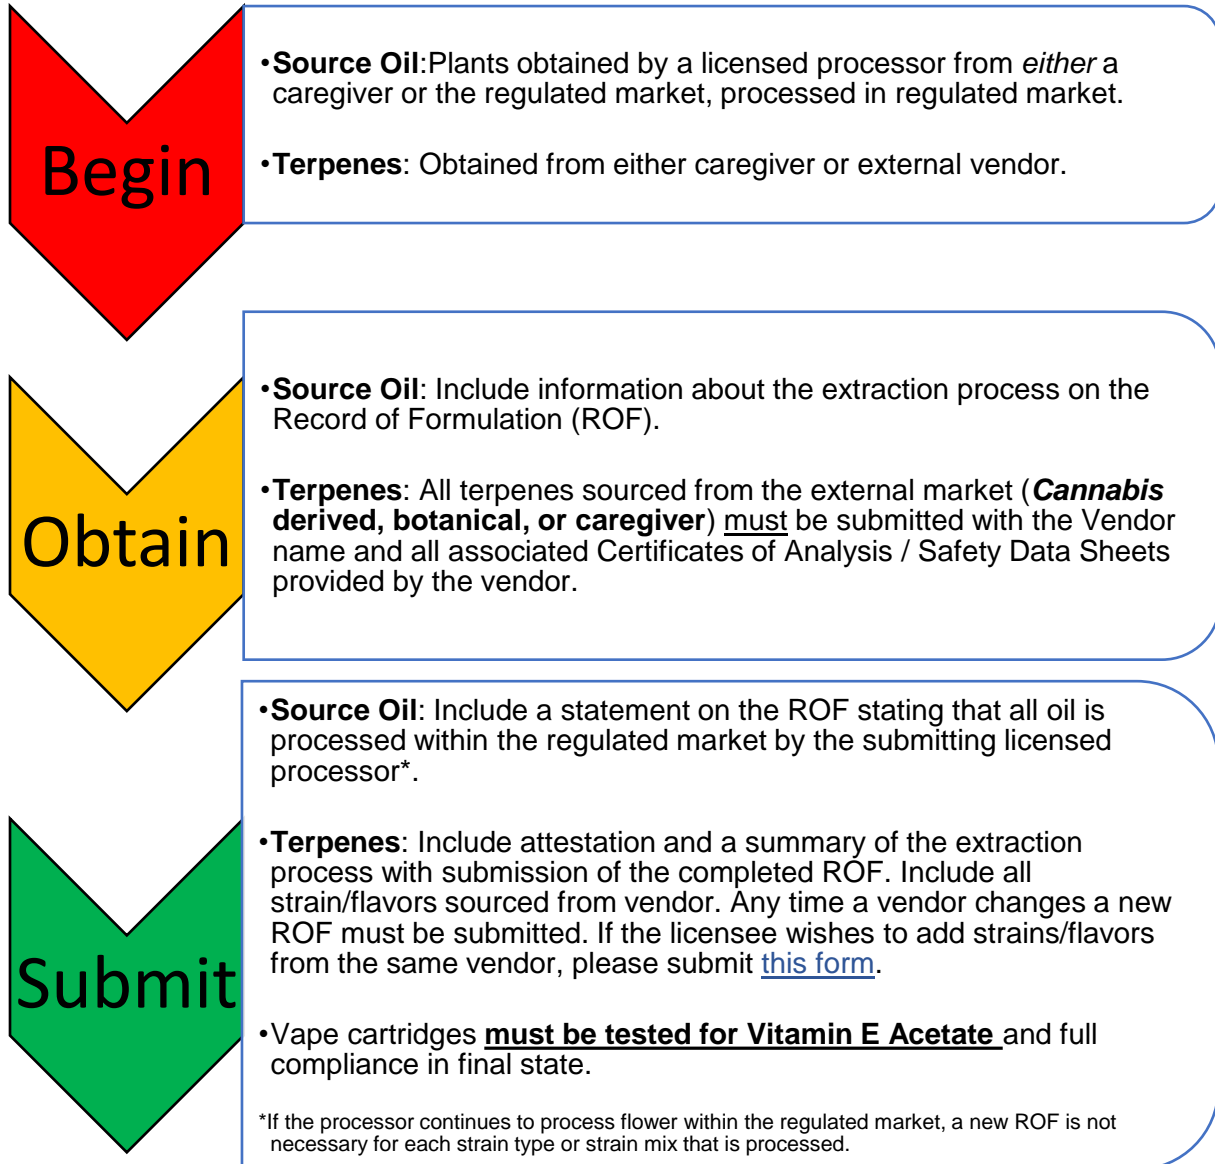 Begin
•Source Oil:Plants obtained by a licensed processor from either a
caregiver or the regulated market, processed in regulated market.
•Terpenes: Obtained from either caregiver or external vendor.
Obtain
•Source Oil: Include information about the extraction process on the
Record of Formulation (ROF).
•Terpenes: All terpenes sourced from the external market (Cannabis
derived, botanical, or caregiver) must be submitted with the Vendor
name and all associated Certificates of Analysis / Safety Data Sheets
provided by the vendor.
Submit
•Source Oil: Include a statement on the ROF stating that all oil is
processed within the regulated market by the submitting licensed
processor*.
•Terpenes: Include attestation and a summary of the extraction
process with submission of the completed ROF. Include all
strain/flavors sourced from vendor. Any time a vendor changes a new
ROF must be submitted. If the licensee wishes to add strains/flavors
from the same vendor, please submit this form.
•Vape cartridges must be tested for Vitamin E Acetate and full
compliance in final state.
*If the processor continues to process flower within the regulated market, a new ROF is not
necessary for each strain type or strain mix that is processed.